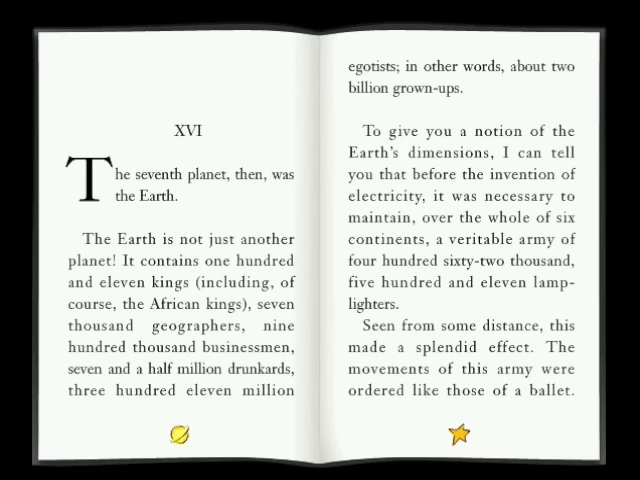 XVI
The seventh planet, then, was
the Earth.
The Earth is not just another
planet! It contains one hundred
and eleven kings (including, of
course, the African kings), seven
thousand geographers, nine
hundred thousand businessmen,
seven and a half million drunkards,
three hundred eleven million
egotists; in other words, about two
billion grown-ups.
To give you a notion of the
Earth's dimensions, I can tell
you that before the invention of
electricity, it was necessary to
maintain, over the whole of six
continents, a veritable army of
four hundred sixty-two thousand,
five hundred and eleven lamp-
lighters.
Seen from some distance, this
made a splendid effect. The
movements of this army were
ordered like those of a ballet.